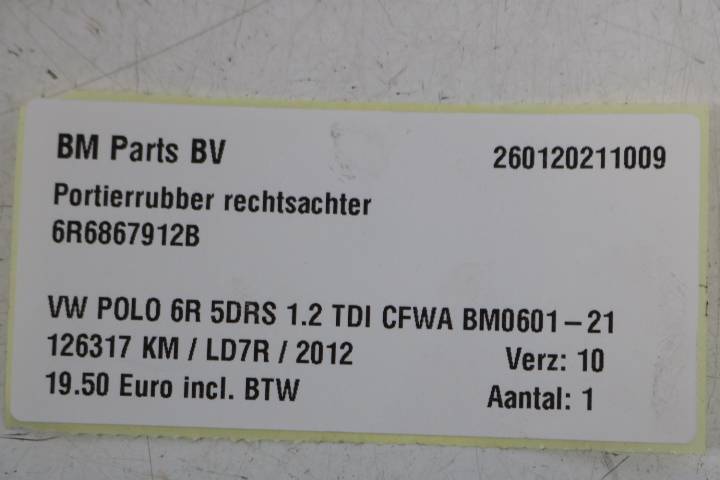 BM Parts BV 260120211009
Portierrubber rechtsachter
6R6867912B
VW POLO 6R 5DRS 1.2 TDI CFWA BM0601-21
126317 KM / LD7R / 2012 Verz: 10
19.50 Euro incl. BTW Aantal: 1